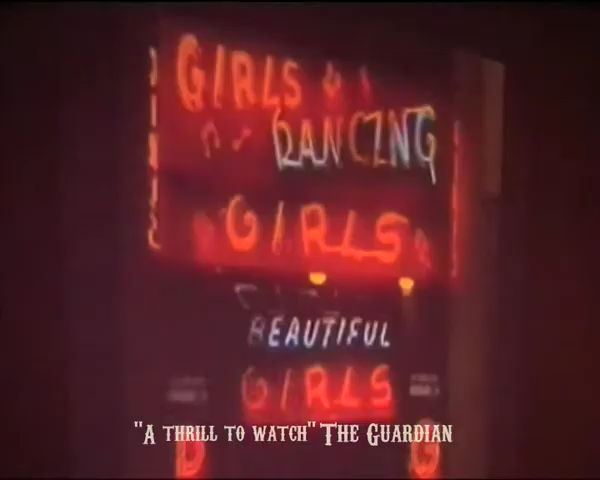 GIRLS
DANCING
GIRLS
BEAUTIFUL
GIRLS
"A THRILL TO WATCH" THE GUARDIAN